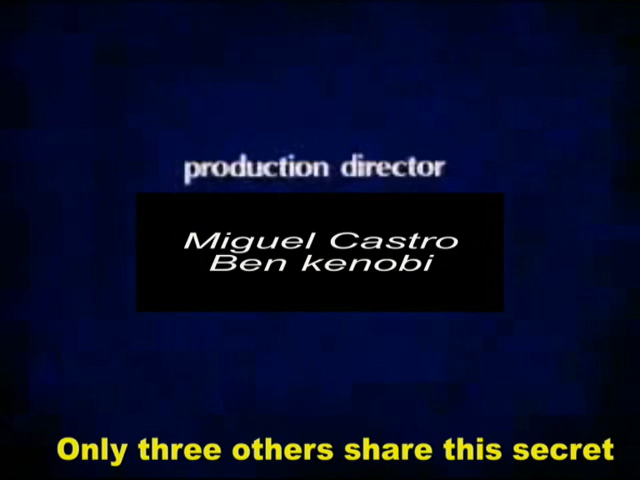 production director
Miguel Castro
Ben kenobi
Only three others share this secret